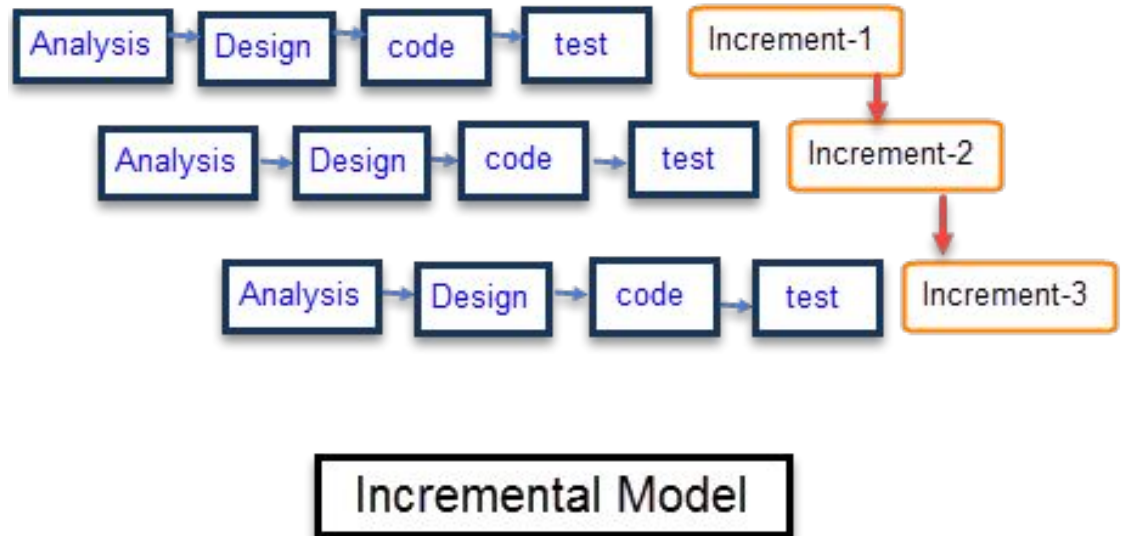 Analysis Design code test Increment-1
Analysis Design code test Increment-2
Analysis Design code test Increment-3
Incremental Model